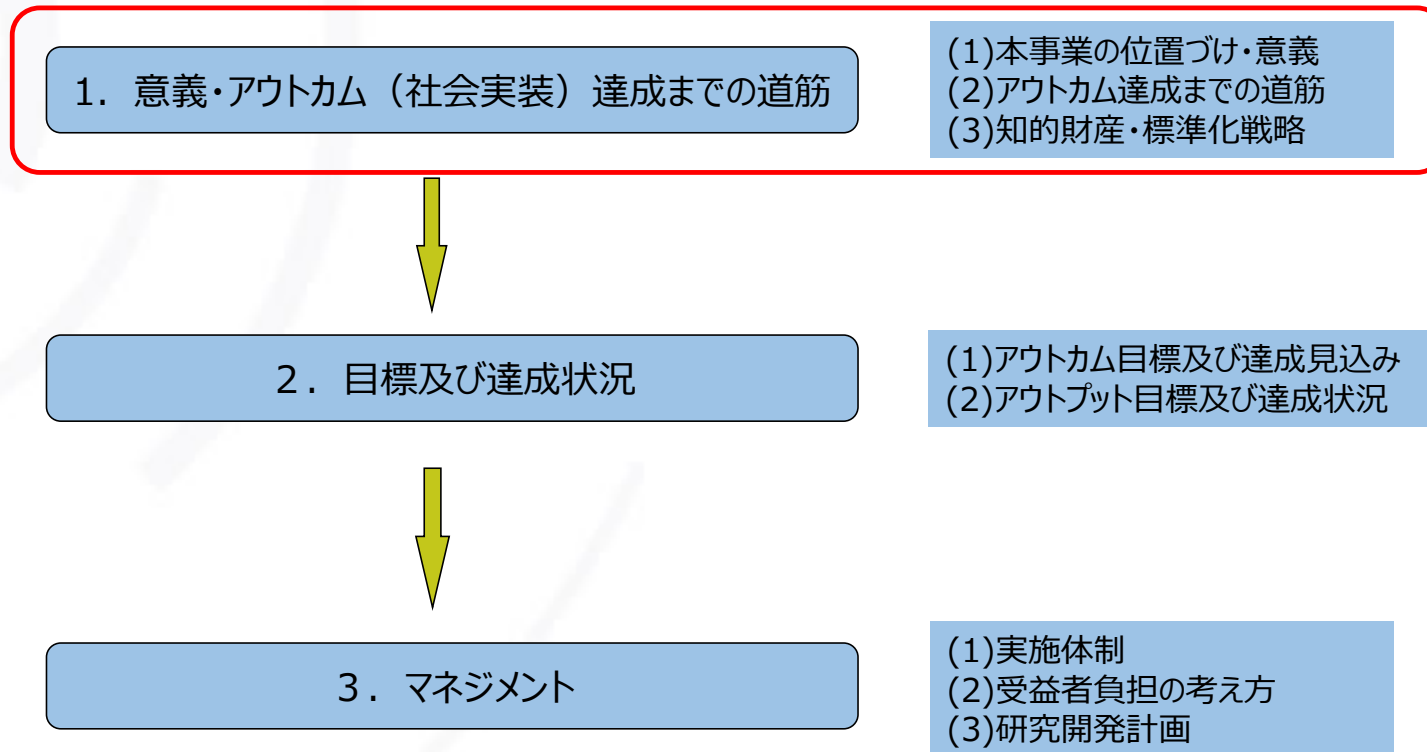 1．意義・アウトカム（社会実装）達成までの道筋
(1)本事業の位置づけ・意義
(2)アウトカム達成までの道筋
(3)知的財産・標準化戦略
2．目標及び達成状況
(1)アウトカム目標及び達成見込み
(2)アウトプット目標及び達成状況
3．マネジメント
(1)実施体制
(2)受益者負担の考え方
(3)研究開発計画